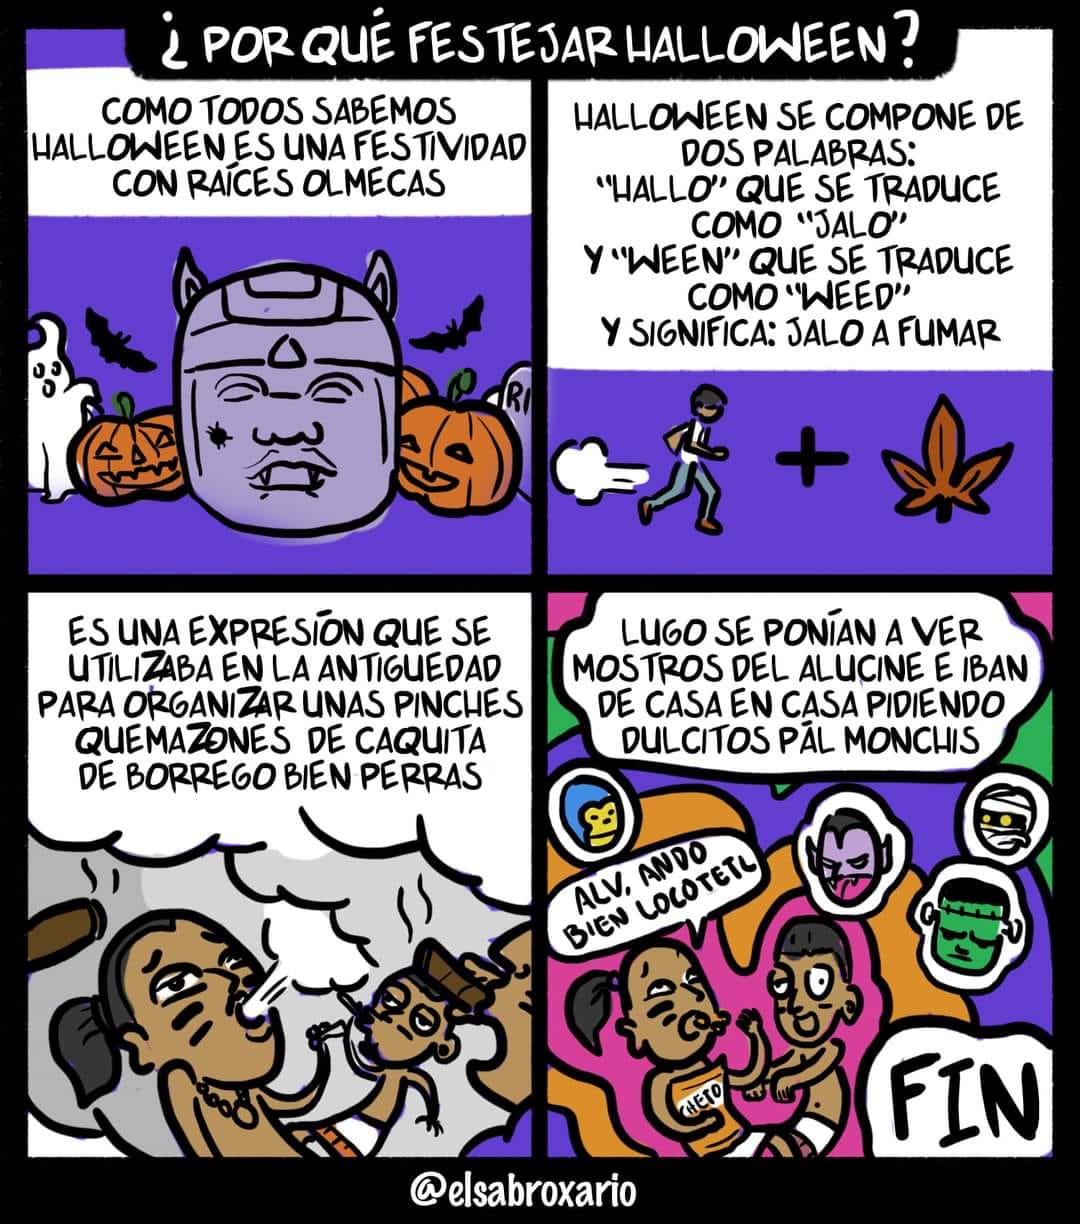 ¿POR QUÉ FESTEJAR HALLOWEEN?
COMO TODOS SABEMOS
HALLOWEEN ES UNA FESTIVIDAD
CON RAÍCES OLMECAS
RI
HALLOWEEN SE COMPONE DE
DOS PALABRAS:
"HALLO" QUE SE TRADUCE
COMO "JALO"
Y "WEEN" QUE SE TRADUCE
COMO "WEED"
Y SIGNIFICA: JALO A FUMAR
ES UNA EXPRESIÓN QUE SE
UTILIZABA EN LA ANTIGUEDAD
PARA ORGANIZAR UNAS PINCHES
QUEMAZONES DE CAQUITA
DE BORREGO BIEN PERRAS
LUGO SE PONÍAN A VER
MOSTROS DEL ALUCINE E IBAN
DE CASA EN CASA PIDIENDO
DULCITOS PÁL MONCHIS
ALV, ANDO
BIEN LOCOTETL
CHETO
FIN
@elsabroxario